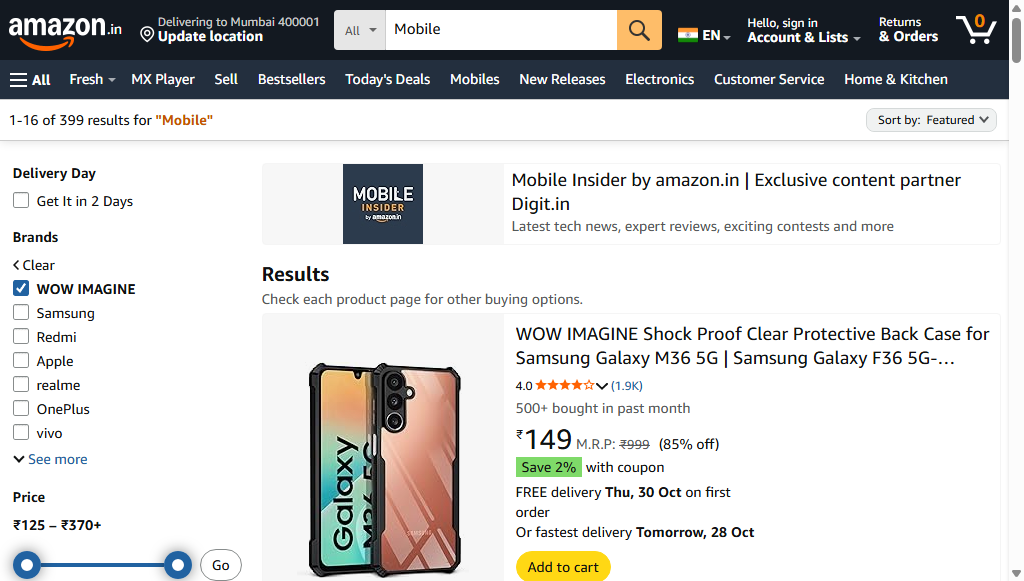 amazon.in
Delivering to Mumbai 400001
Update location
All
Mobile
EN
Hello, sign in
Account & Lists
Returns
& Orders
0
All
Fresh
MX Player
Sell
Bestsellers
Today's Deals
Mobiles
New Releases
Electronics
Customer Service
Home & Kitchen
1-16 of 399 results for "Mobile"
Sort by: Featured
Delivery Day
Get It in 2 Days
Brands
Clear
WOW IMAGINE
Samsung
Redmi
Apple
realme
OnePlus
vivo
See more
Price
₹125 – ₹370+
Go
MOBILE
INSIDER
by amazon.in
Mobile Insider by amazon.in | Exclusive content partner
Digit.in
Latest tech news, expert reviews, exciting contests and more
Results
Check each product page for other buying options.
Galaxy
WOW IMAGINE Shock Proof Clear Protective Back Case for
Samsung Galaxy M36 5G | Samsung Galaxy F36 5G-…
4.0 (1.9K)
500+ bought in past month
₹149 M.R.P: ₹999 (85% off)
Save 2% with coupon
FREE delivery Thu, 30 Oct on first
order
Or fastest delivery Tomorrow, 28 Oct
Add to cart